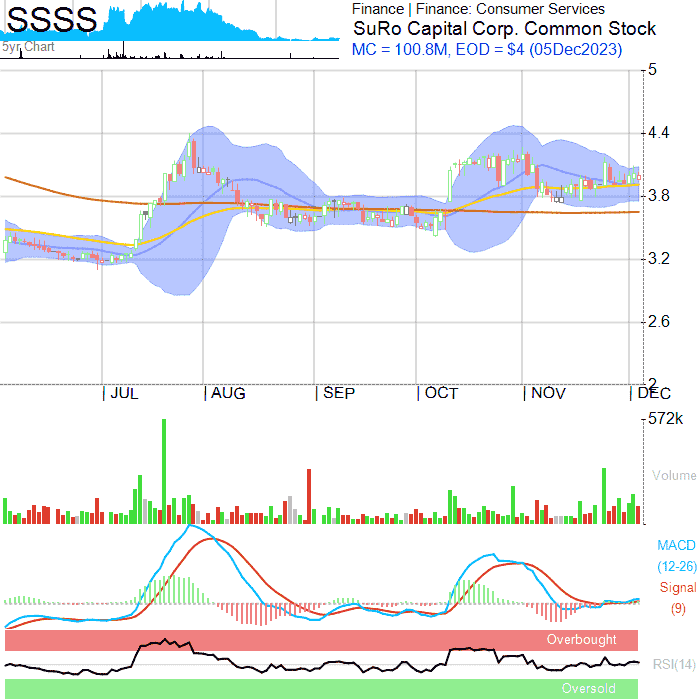 SSSS
5yr Chart
Finance | Finance: Consumer Services
SuRo Capital Corp. Common Stock
MC = 100.8M, EOD = $4 (05Dec2023)
5
4.4
3.8
3.2
2.6
2
JUL
AUG
SEP
OCT
NOV
DEC
572k
Volume
MACD
(12-26)
Signal
(9)
Overbought
RSI(14)
Oversold